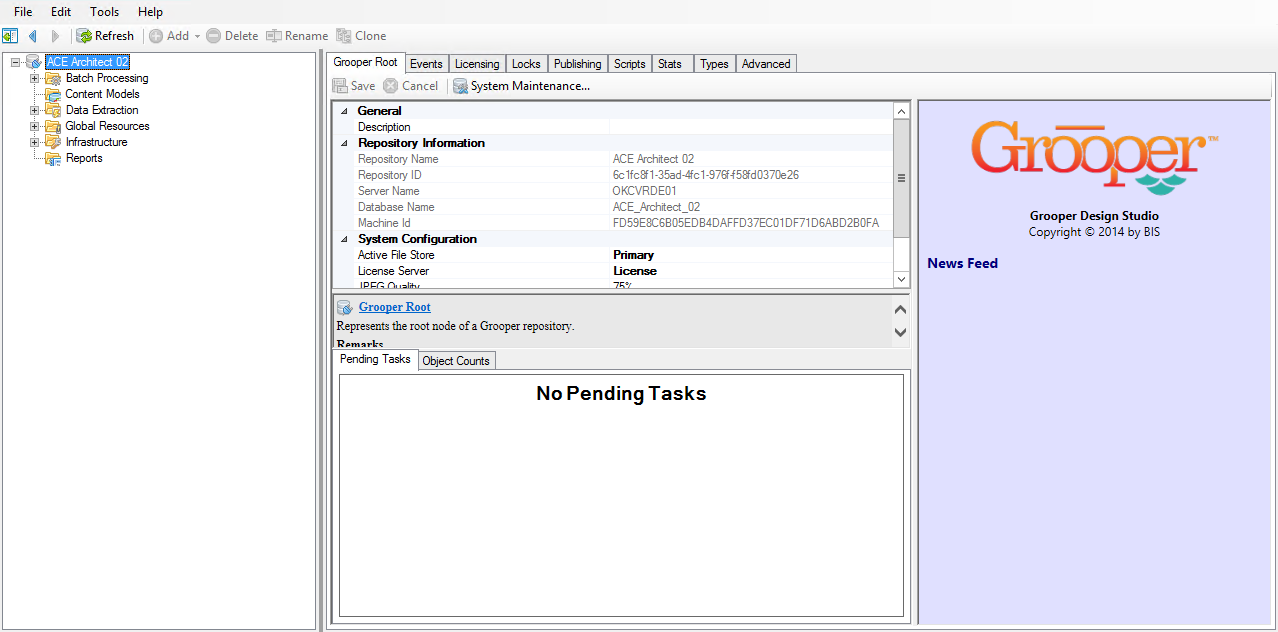 File Edit Tools Help
Refresh Add Delete Rename Clone
ACE Architect 02
Batch Processing
Content Models
Data Extraction
Global Resources
Infrastructure
Reports
Grooper Root Events Licensing Locks Publishing Scripts Stats Types Advanced
Save Cancel System Maintenance...
General
Description
Repository Information
Repository Name ACE Architect 02
Repository ID 6c1fc8f1-35ad-4fc1-976f-f58fd0370e26
Server Name OKCVRDE01
Database Name ACE_Architect_02
Machine Id FD59E8C6B05EDB4DAFFD37EC01DF71D6ABD2B0FA
System Configuration
Active File Store Primary
License Server License
JPEG Quality 75%
Grooper Root
Represents the root node of a Grooper repository.
Remarks
Pending Tasks Object Counts
No Pending Tasks
Grooper™
Grooper Design Studio
Copyright © 2014 by BIS
News Feed